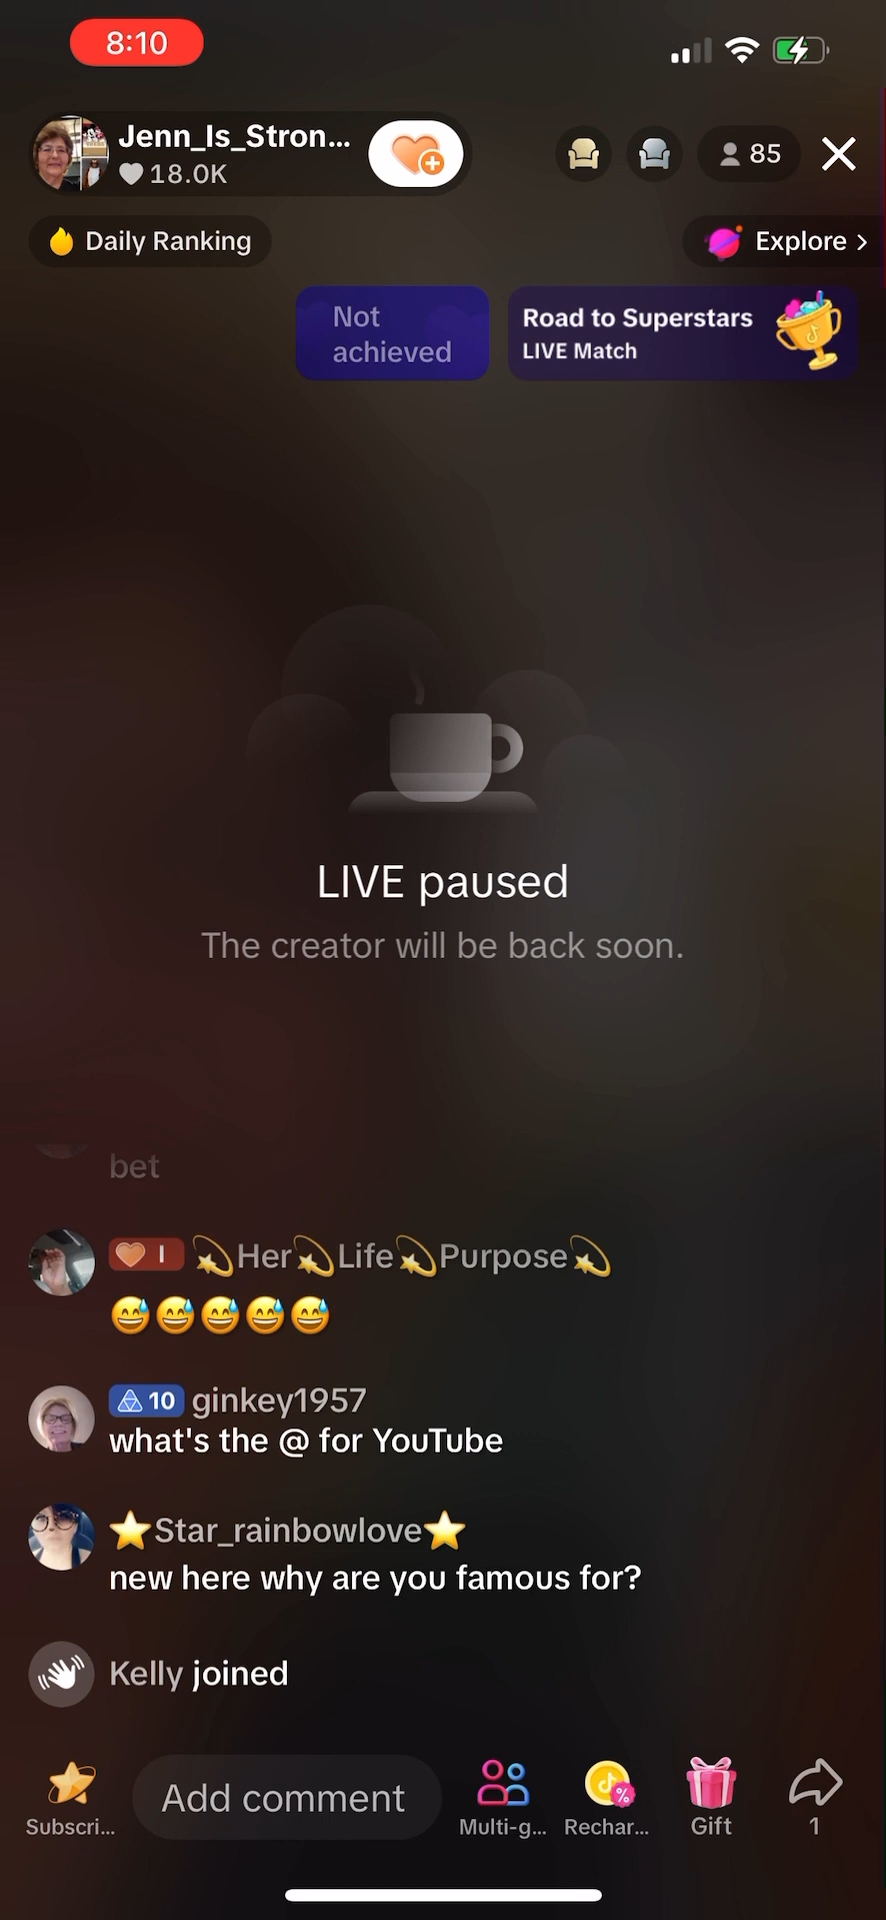 8:10
Jenn_Is_Stron...
18.0K
85
Daily Ranking
Explore >
Not
achieved
Road to Superstars
LIVE Match
LIVE paused
The creator will be back soon.
bet
I 💫Her💫Life💫Purpose💫
😅😅😅😅😅
10 ginkey1957
what's the @ for YouTube
⭐Star_rainbowlove⭐
new here why are you famous for?
Kelly joined
Add comment
Subscri...
Multi-g...
Rechar...
Gift
1